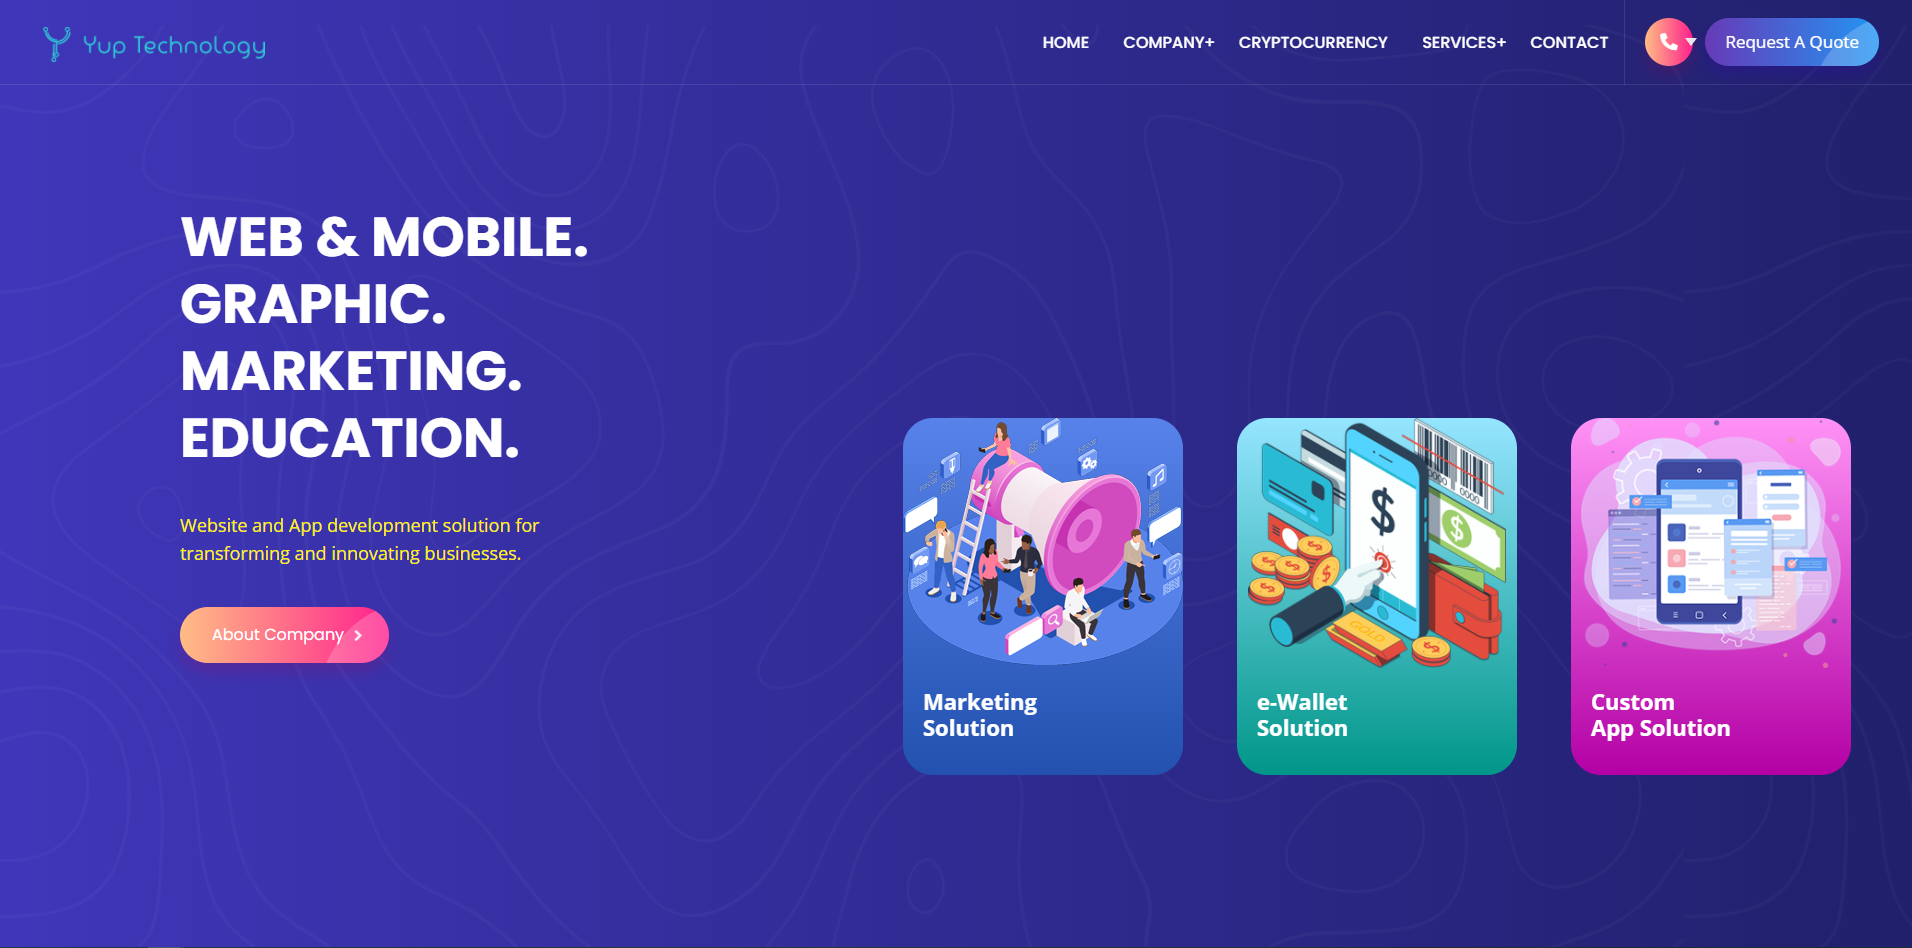 Yup Technology
HOME
COMPANY+
CRYPTOCURRENCY
SERVICES+
CONTACT
Request A Quote
WEB & MOBILE.
GRAPHIC.
MARKETING.
EDUCATION.
Website and App development solution for
transforming and innovating businesses.
About Company
$
$
GOLD
Marketing
Solution
e-Wallet
Solution
Custom
App Solution